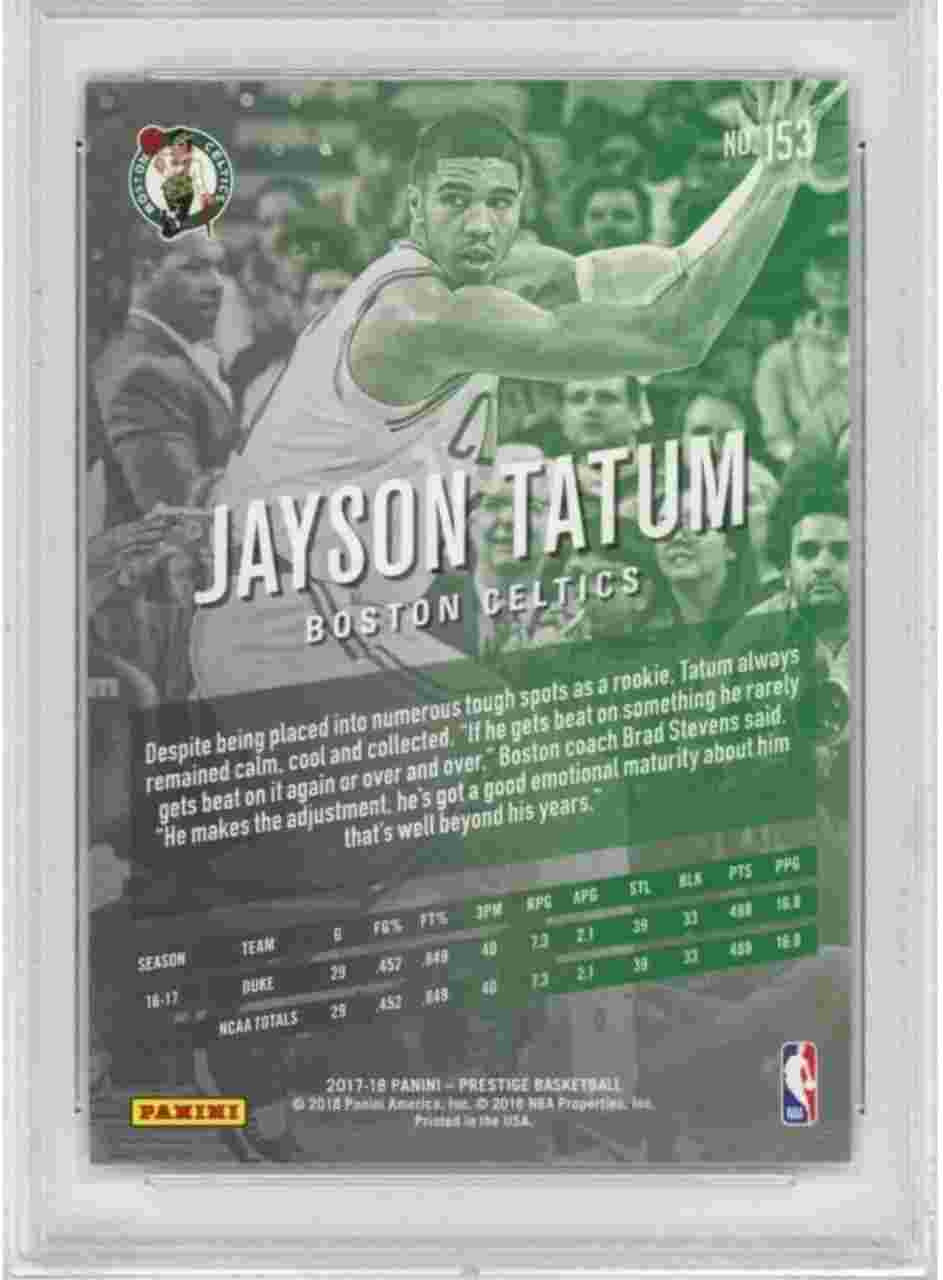 BOSTON CELTICS
NO. 153
JAYSON TATUM
BOSTON CELTICS
Despite being placed into numerous tough spots as a rookie, Tatum always
remained calm, cool and collected. "If he gets beat on something he rarely
gets beat on it again or over and over," Boston coach Brad Stevens said.
"He makes the adjustment, he's got a good emotional maturity about him
that's well beyond his years."
SEASON TEAM G FG% FT% 3PM RPG APG STL BLK PTS PPG
16-17 DUKE 29 .452 .849 40 7.3 2.1 39 33 488 16.8
NCAA TOTALS 29 .452 .849 40 7.3 2.1 39 33 488 16.8
2017-18 PANINI – PRESTIGE BASKETBALL
© 2018 Panini America, Inc. © 2018 NBA Properties, Inc.
Printed in the USA.
PANINI
NBA